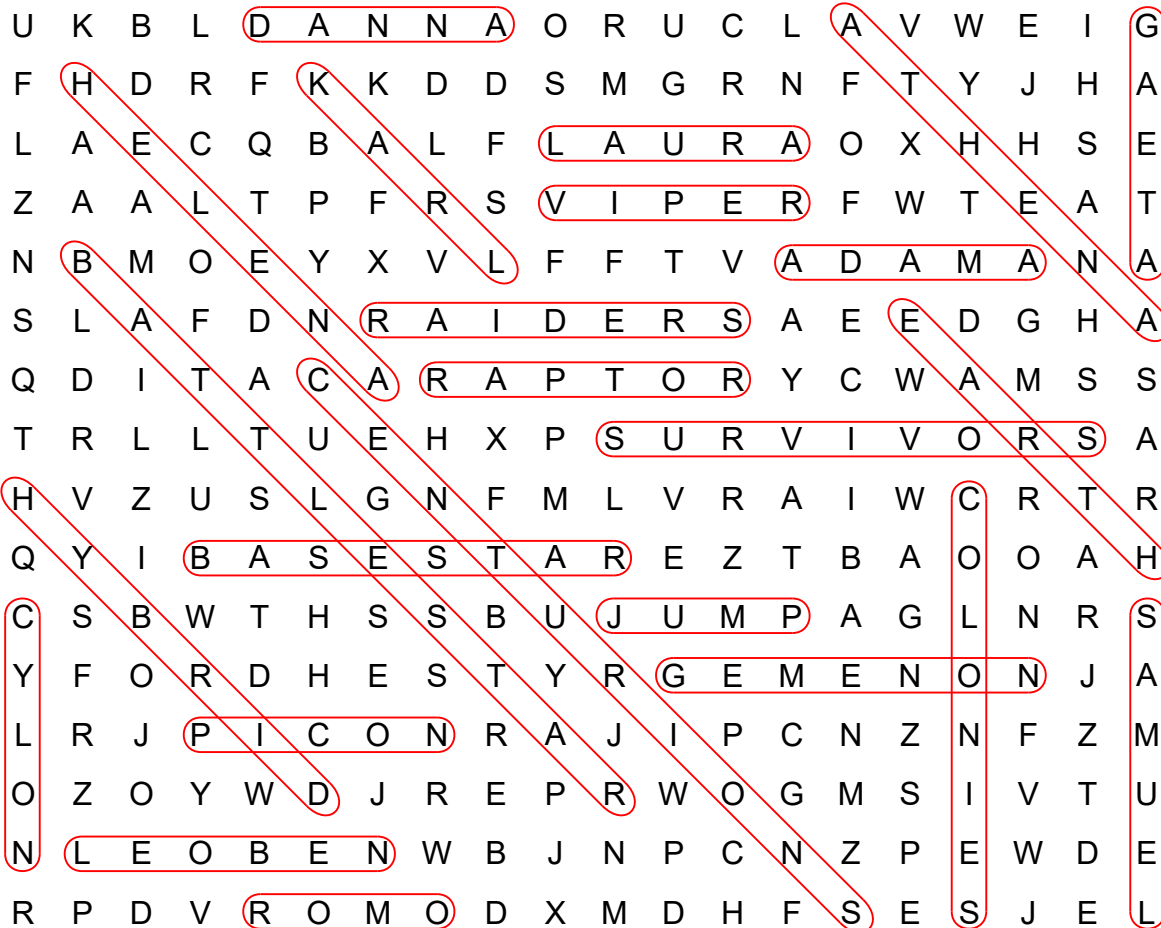 U K B L D A N N A O R U C L A V W E I G
F H D R F K K D D S M G R N F T Y J H A
L A E C Q B A L F L A U R A O X H H S E
Z A A L T P F R S V I P E R F W T E A T
N B M O E Y X V L F F T V A D A M A N A
S L A F D N R A I D E R S A E E D G H A
Q D I T A C A R A P T O R Y C W A M S S
T R L L T U E H X P S U R V I V O R S A
H V Z U S L G N F M L V R A I W C R T R
Q Y I B A S E S T A R E Z T B A O O A H
C S B W T H S S B U J U M P A G L N R S
Y F O R D H E S T Y R G E M E N O N J A
L R J P I C O N R A J I P C N Z N F Z M
O Z O Y W D J R E P R W O G M S I V T U
N L E O B E N W B J N P C N Z P E W D E
R P D V R O M O D X M D H F S E S J E L